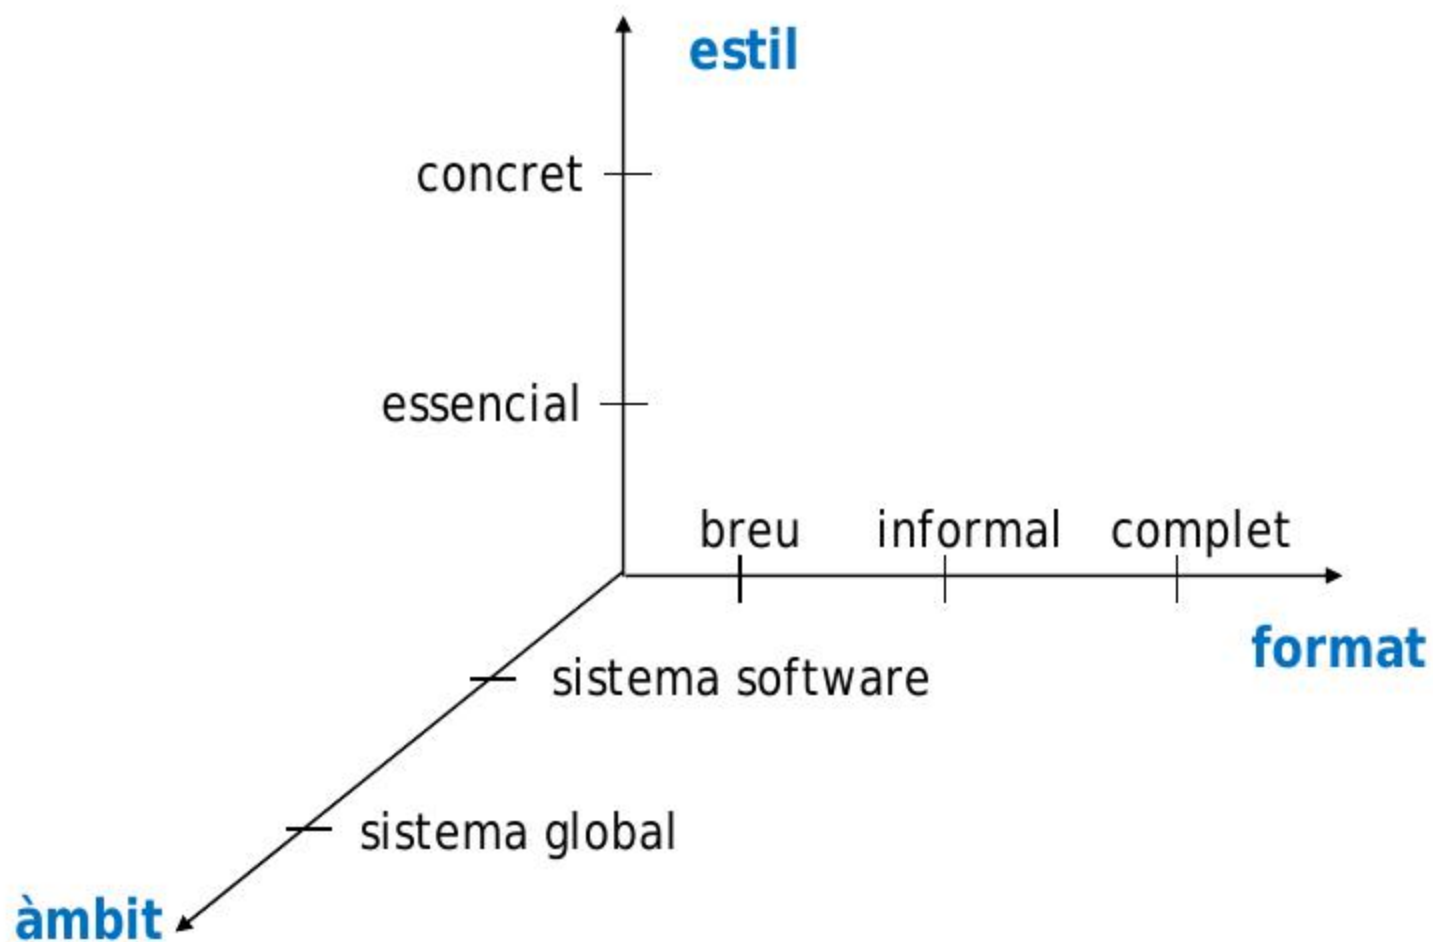 estil
concret
essencial
breu informal complet
format
sistema software
sistema global
àmbit